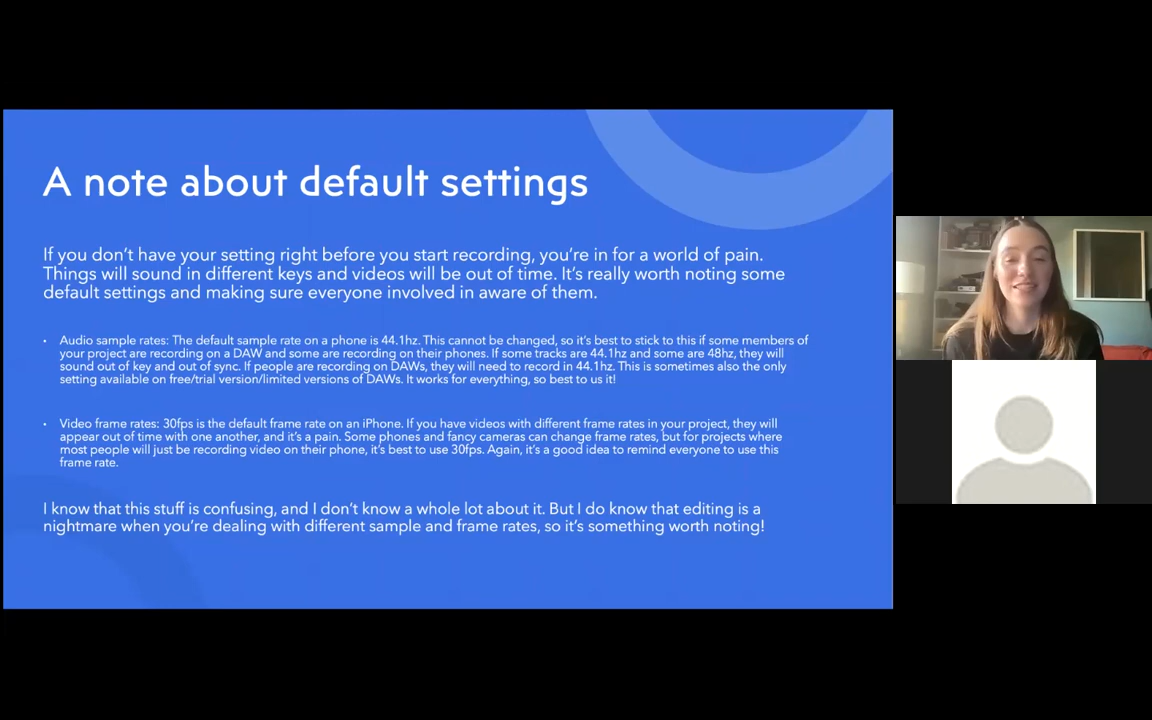 A note about default settings
If you don't have your setting right before you start recording, you're in for a world of pain.
Things will sound in different keys and videos will be out of time. It's really worth noting some
default settings and making sure everyone involved in aware of them.
• Audio sample rates: The default sample rate on a phone is 44.1hz. This cannot be changed, so it's best to stick to this if some members of
your project are recording on a DAW and some are recording on their phones. If some tracks are 44.1hz and some are 48hz, they will
sound out of key and out of sync. If people are recording on DAWs, they will need to record in 44.1hz. This is sometimes also the only
setting available on free/trial version/limited versions of DAWs. It works for everything, so best to us it!
• Video frame rates: 30fps is the default frame rate on an iPhone. If you have videos with different frame rates in your project, they will
appear out of time with one another, and it's a pain. Some phones and fancy cameras can change frame rates, but for projects where
most people will just be recording video on their phone, it's best to use 30fps. Again, it's a good idea to remind everyone to use this
frame rate.
I know that this stuff is confusing, and I don't know a whole lot about it. But I do know that editing is a
nightmare when you're dealing with different sample and frame rates, so it's something worth noting!